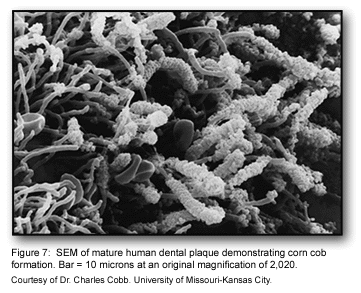 Figure 7:  SEM of mature human dental plaque demonstrating corn cob
formation. Bar = 10 microns at an original magnification of 2,020.
Courtesy of Dr. Charles Cobb. University of Missouri-Kansas City.